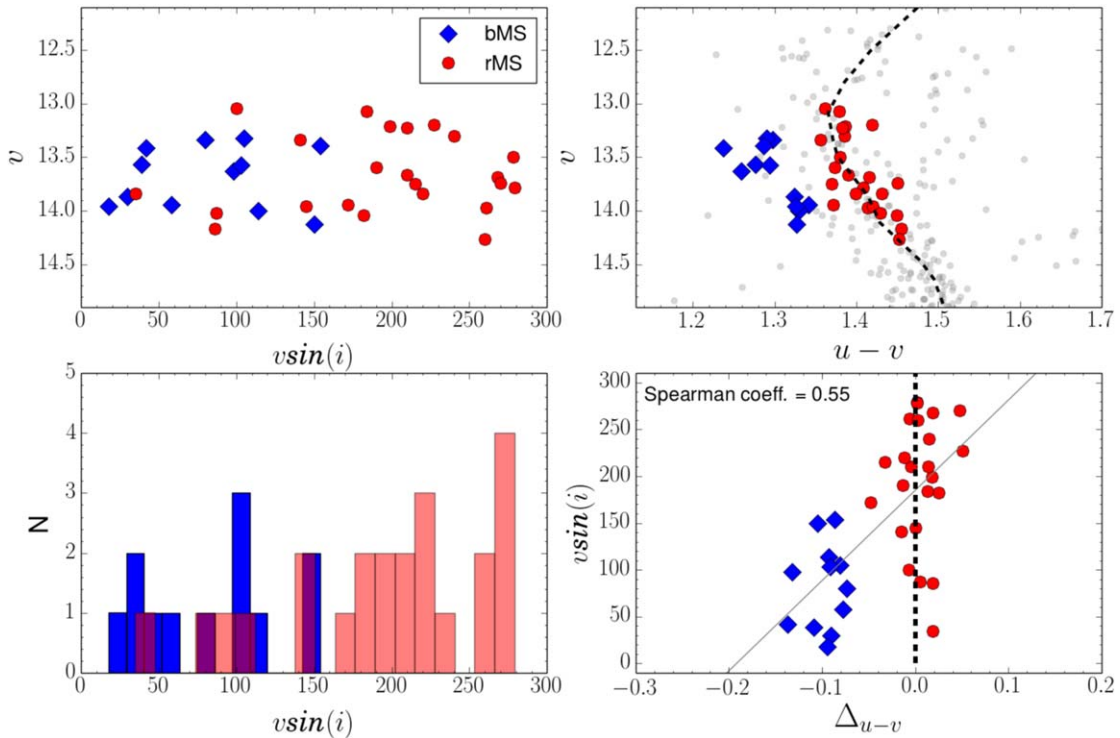 bMS
rMS
v
12.5
13.0
13.5
14.0
14.5
0 50 100 150 200 250 300
vsin(i)
v
12.5
13.0
13.5
14.0
14.5
1.2 1.3 1.4 1.5 1.6 1.7
u − v
N
5
4
3
2
1
0
0 50 100 150 200 250 300
vsin(i)
Spearman coeff. = 0.55
vsin(i)
300
250
200
150
100
50
0
−0.3 −0.2 −0.1 0.0 0.1 0.2
Δu−v